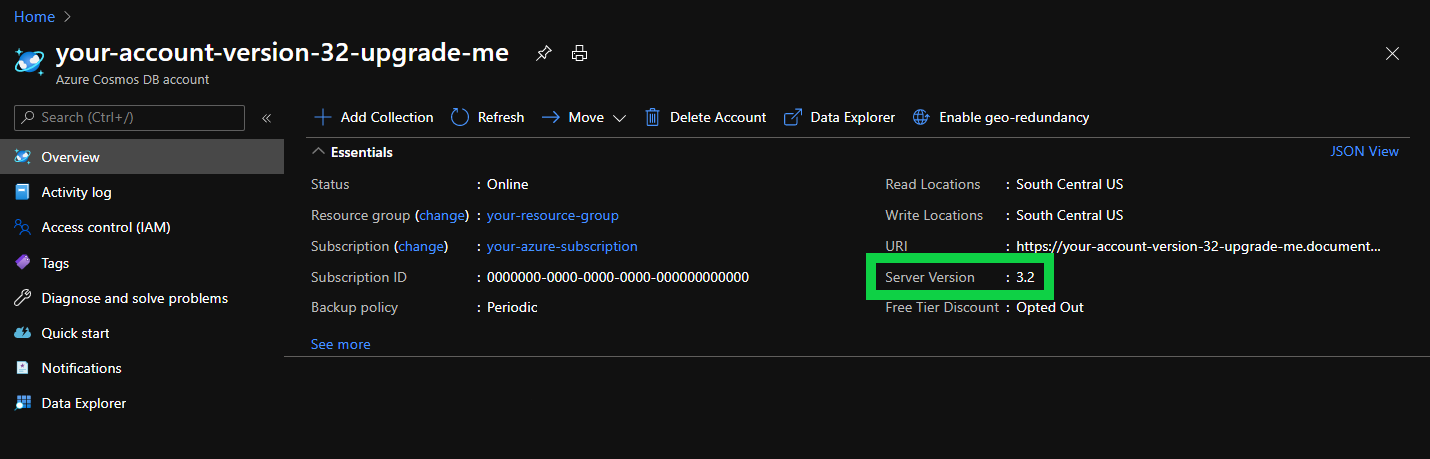 Home >
your-account-version-32-upgrade-me
Azure Cosmos DB account
Search (Ctrl+/)
«
Add Collection
Refresh
Move
Delete Account
Data Explorer
Enable geo-redundancy
Overview
Activity log
Access control (IAM)
Tags
Diagnose and solve problems
Quick start
Notifications
Data Explorer
Essentials
JSON View
Status : Online
Resource group (change) : your-resource-group
Subscription (change) : your-azure-subscription
Subscription ID : 0000000-0000-0000-0000-000000000000
Backup policy : Periodic
See more
Read Locations : South Central US
Write Locations : South Central US
URI : https://your-account-version-32-upgrade-me.document...
Server Version : 3.2
Free Tier Discount : Opted Out